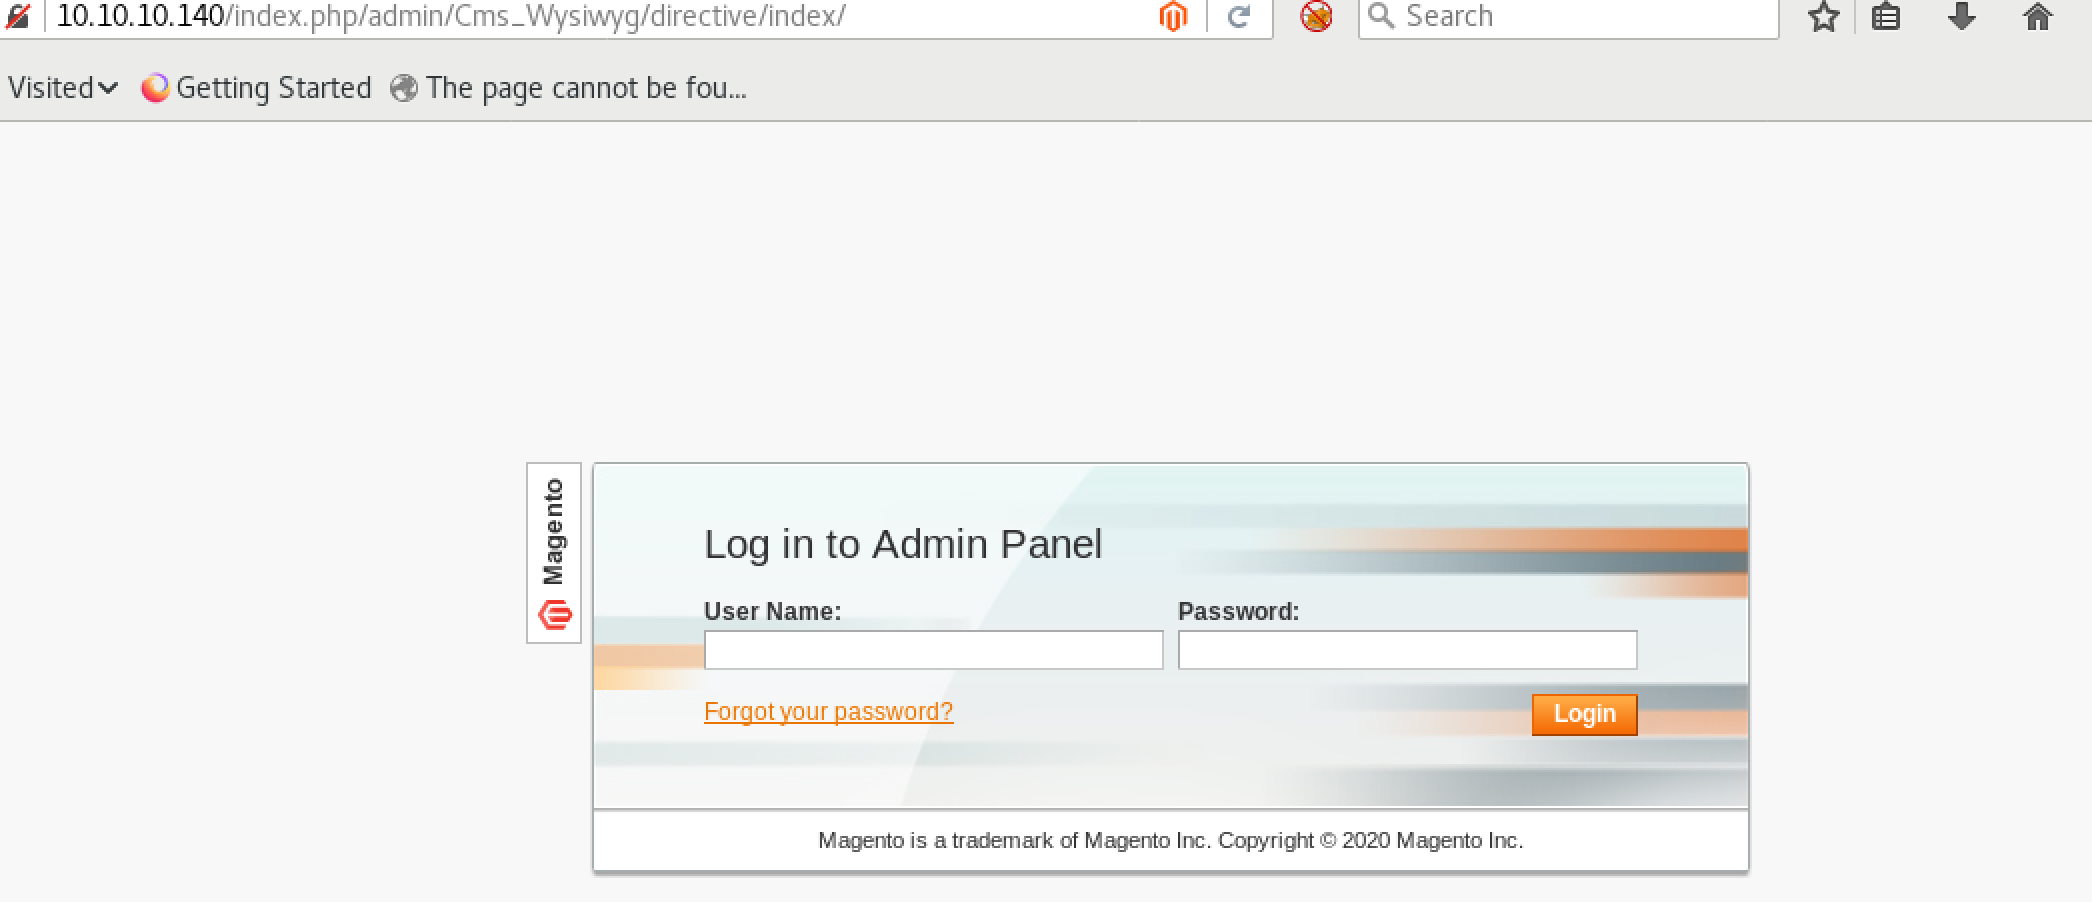 10.10.10.140/index.php/admin/Cms_Wysiwyg/directive/index/
Search
Visited
Getting Started
The page cannot be fou...
Magento
Log in to Admin Panel
User Name:
Password:
Forgot your password?
Login
Magento is a trademark of Magento Inc. Copyright © 2020 Magento Inc.